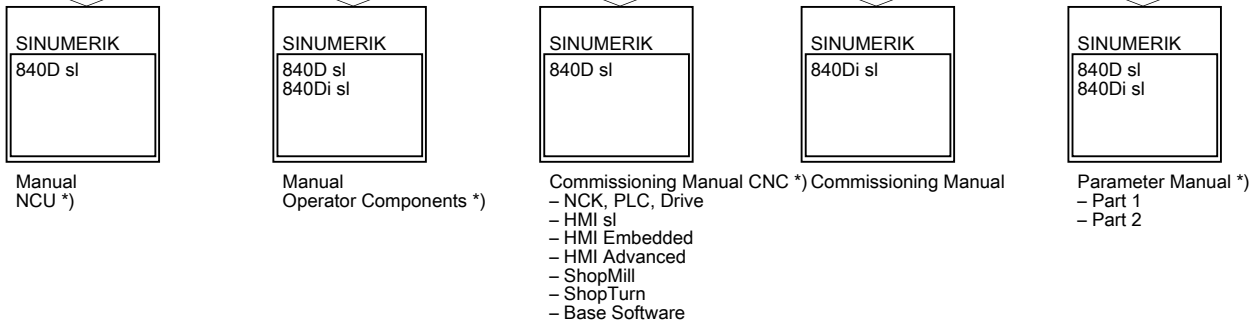 SINUMERIK
840D sl
Manual
NCU *)
SINUMERIK
840D sl
840Di sl
Manual
Operator Components *)
SINUMERIK
840D sl
Commissioning Manual CNC *)
– NCK, PLC, Drive
– HMI sl
– HMI Embedded
– HMI Advanced
– ShopMill
– ShopTurn
– Base Software
SINUMERIK
840Di sl
Commissioning Manual
SINUMERIK
840D sl
840Di sl
Parameter Manual *)
– Part 1
– Part 2